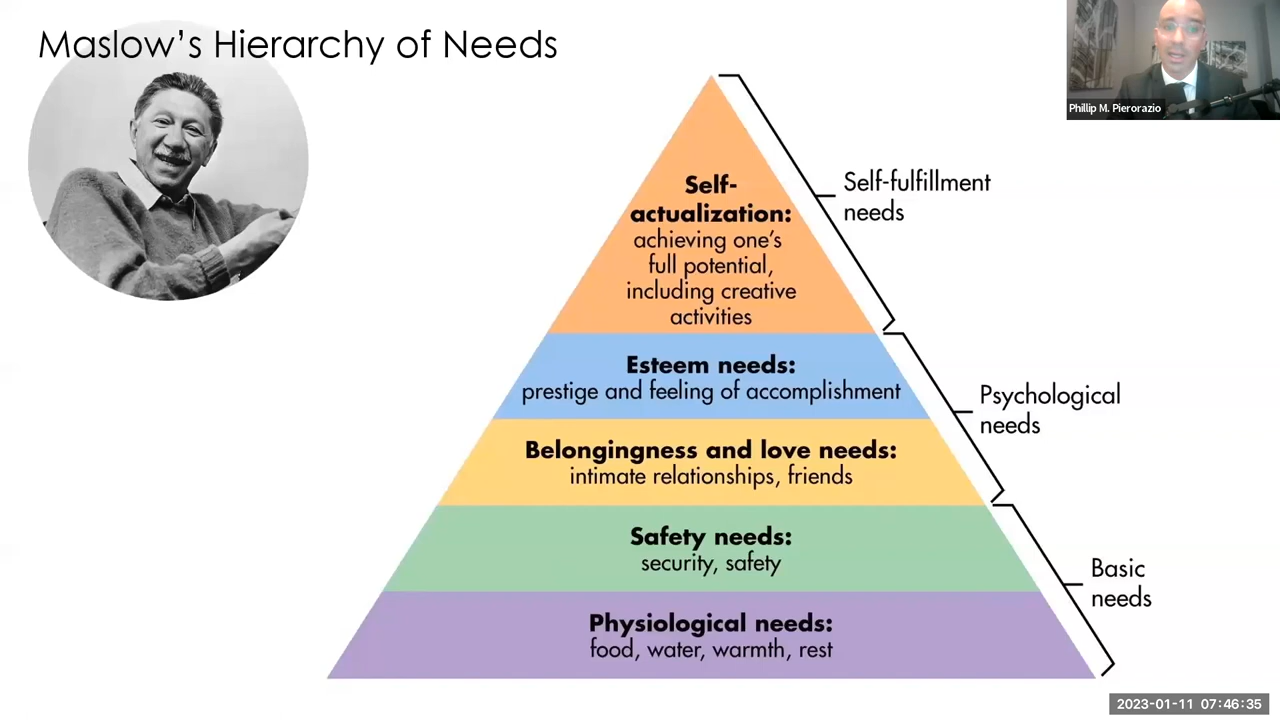 Maslow's Hierarchy of Needs
Phillip M. Pierorazio
Self-
actualization:
achieving one's
full potential,
including creative
activities
Self-fulfillment
needs
Esteem needs:
prestige and feeling of accomplishment
Psychological
needs
Belongingness and love needs:
intimate relationships, friends
Safety needs:
security, safety
Basic
needs
Physiological needs:
food, water, warmth, rest
2023-01-11 07:46:35